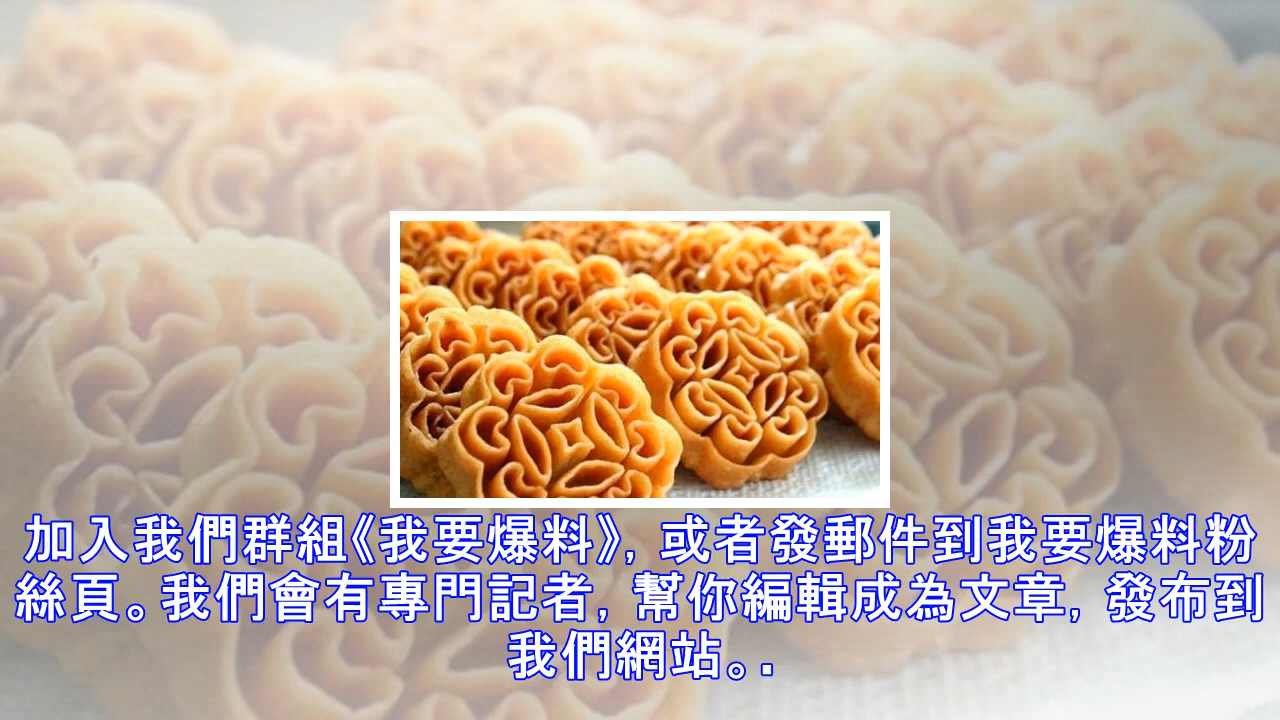 加入我們群組《我要爆料》, 或者發郵件到我要爆料粉
絲頁。我們會有專門記者, 幫你編輯成為文章, 發布到
我們網站。.